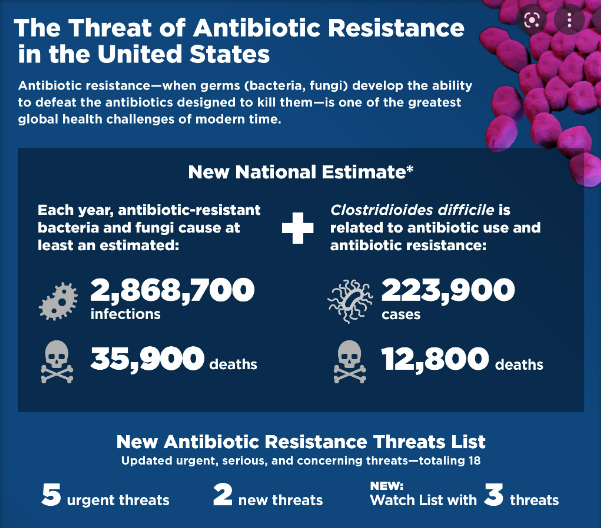 The Threat of Antibiotic Resistance
in the United States
Antibiotic resistance—when germs (bacteria, fungi) develop the ability
to defeat the antibiotics designed to kill them—is one of the greatest
global health challenges of modern time.
New National Estimate*
Each year, antibiotic-resistant
bacteria and fungi cause at
least an estimated:
2,868,700
infections
35,900 deaths
+
Clostridioides difficile is
related to antibiotic use and
antibiotic resistance:
223,900
cases
12,800 deaths
New Antibiotic Resistance Threats List
Updated urgent, serious, and concerning threats—totaling 18
5 urgent threats
2 new threats
NEW:
Watch List with 3 threats